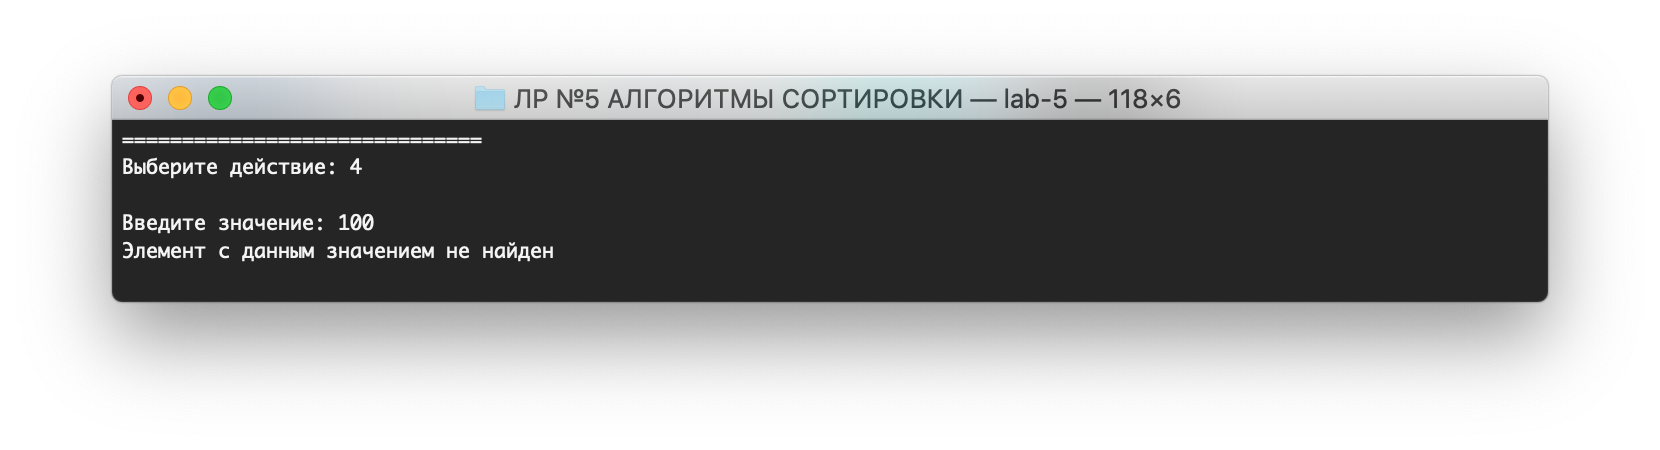 ЛР №5 АЛГОРИТМЫ СОРТИРОВКИ — lab-5 — 118×6
==============================
Выберите действие: 4
Введите значение: 100
Элемент с данным значением не найден